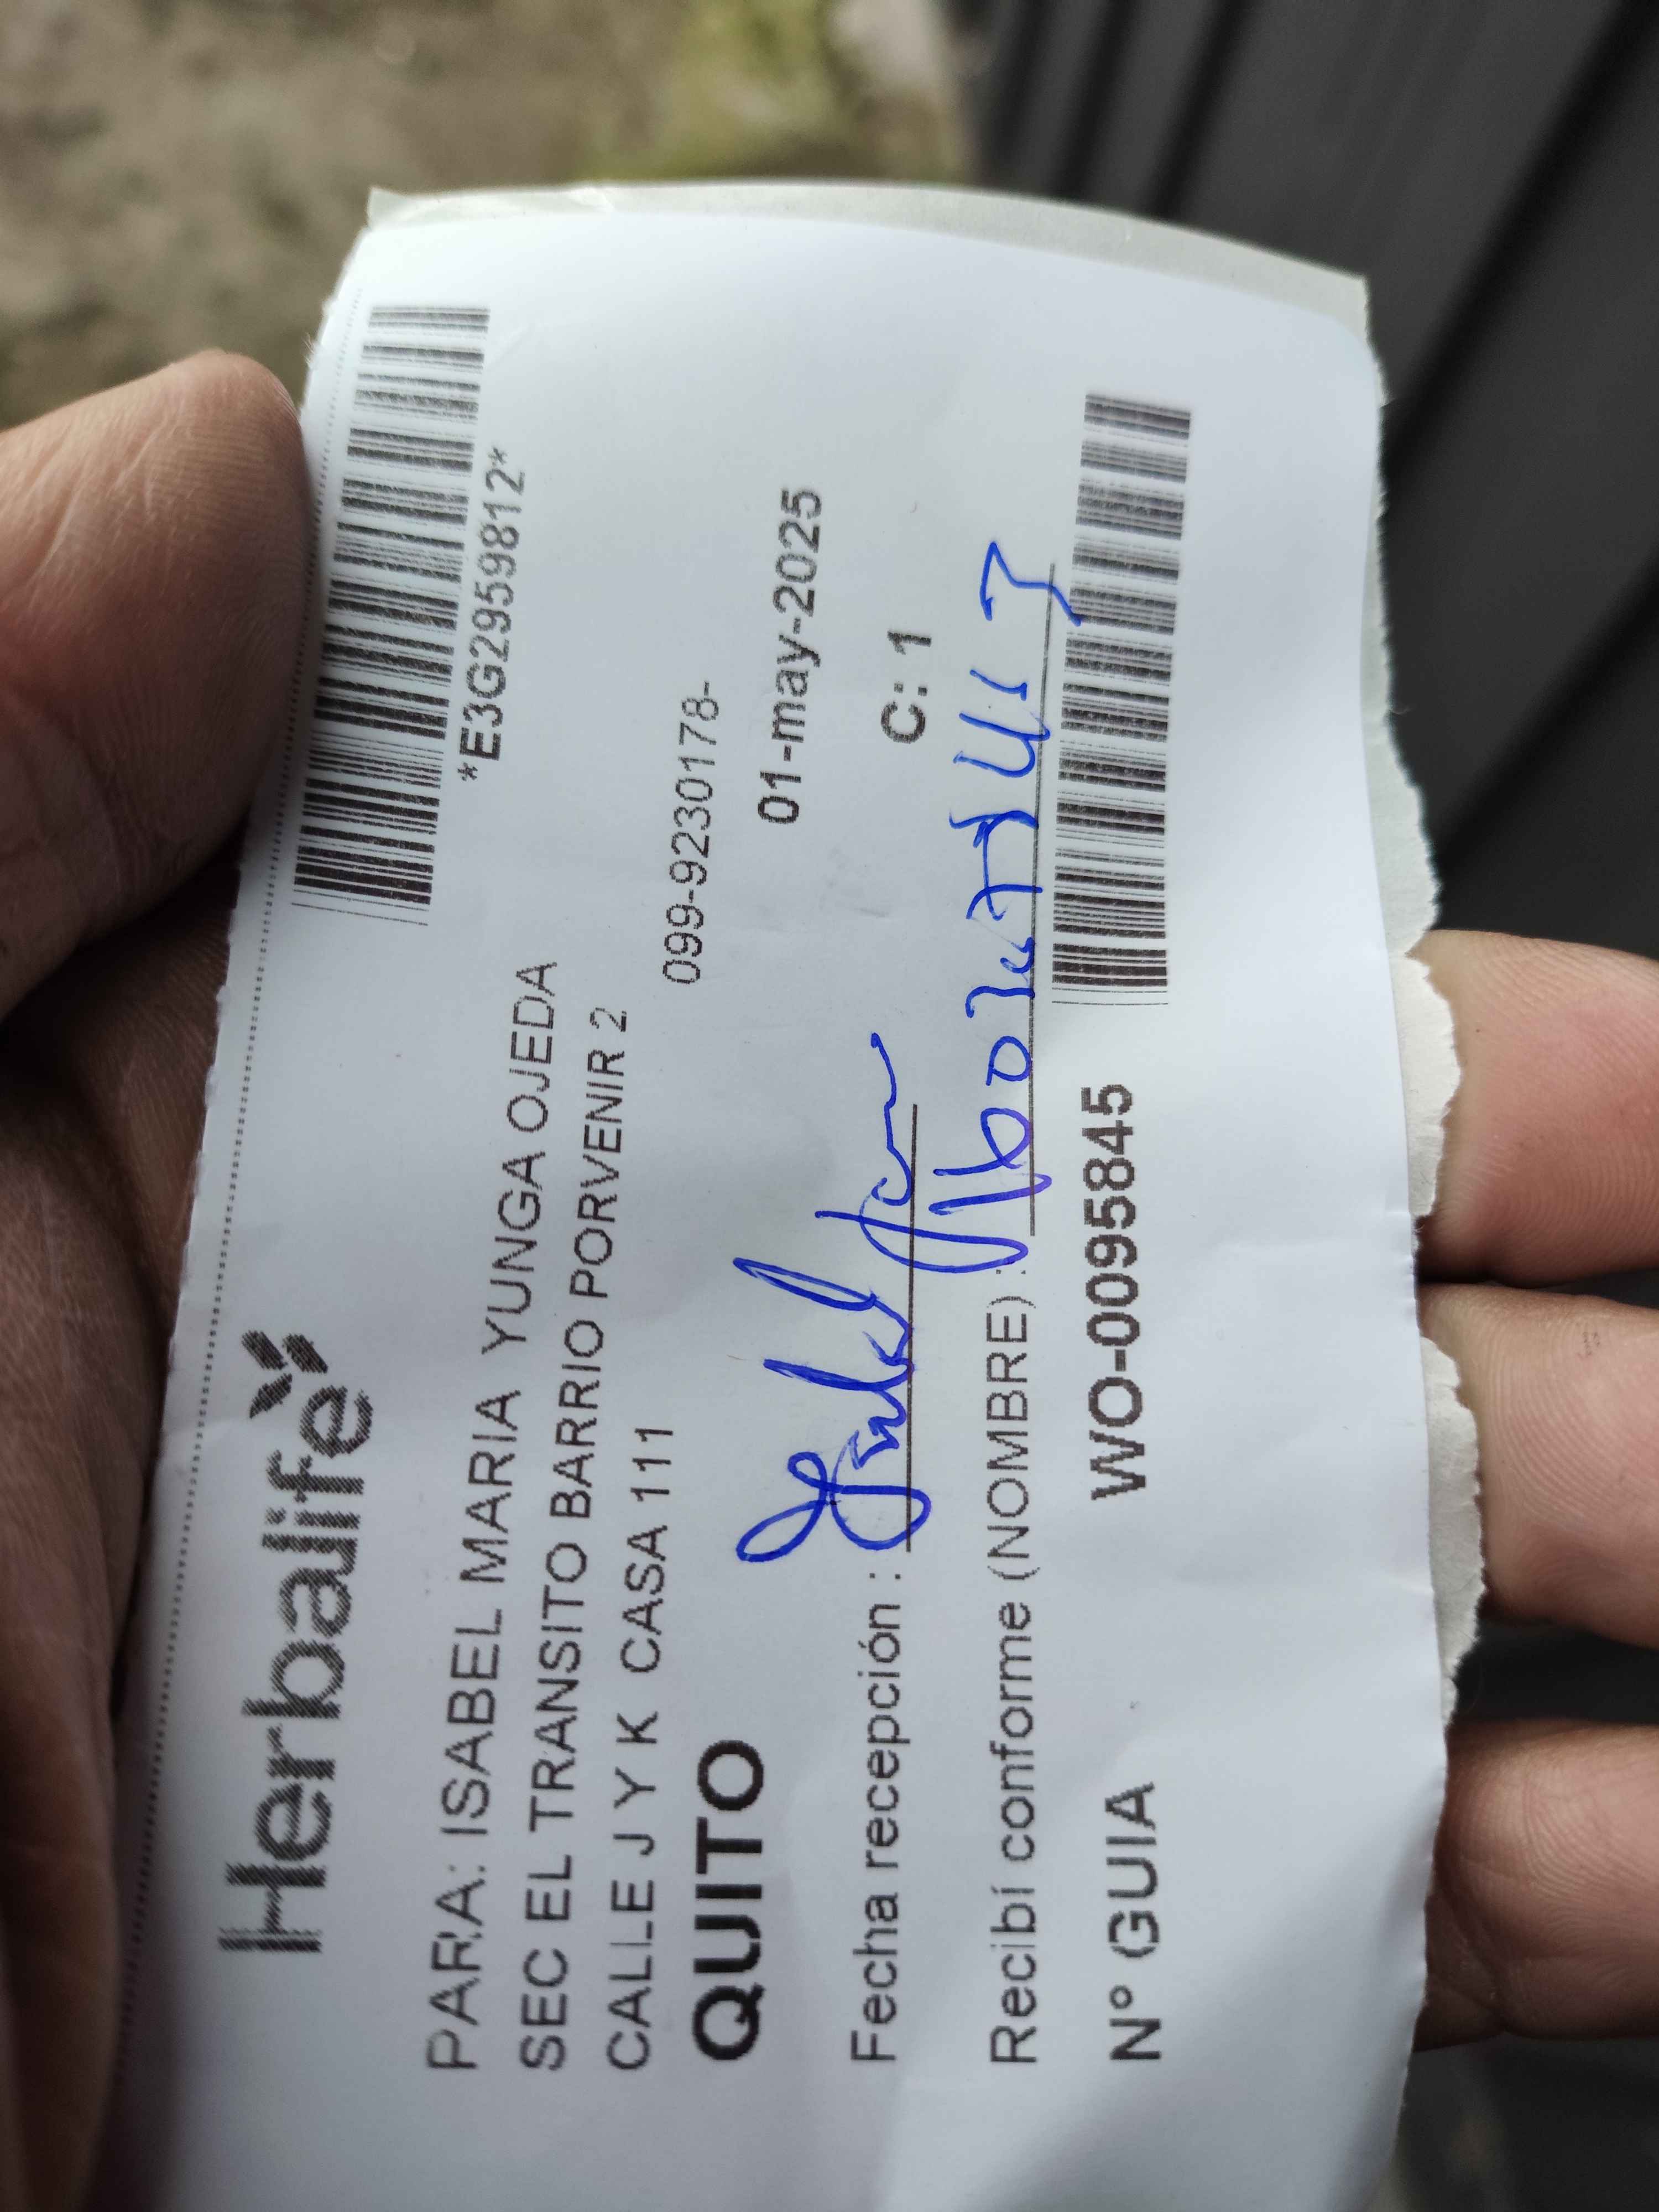 Herbalife
*E3G2959812*
PARA: ISABEL MARIA YUNGA OJEDA
SEC EL TRANSITO BARRIO PORVENIR 2
CALLE J Y K CASA 111
099-9230178-
QUITO
01-may-2025
Fecha recepción :
C: 1
Recibí conforme (NOMBRE) :
N° GUIA WO-0095845